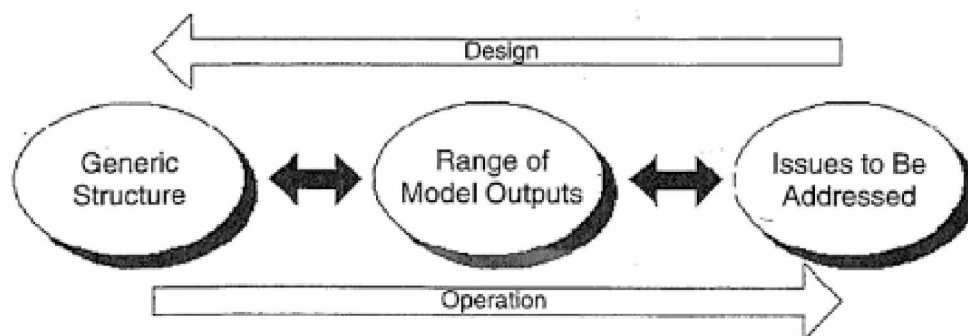 Design
Generic
Structure
Range of
Model Outputs
Issues to Be
Addressed
Operation